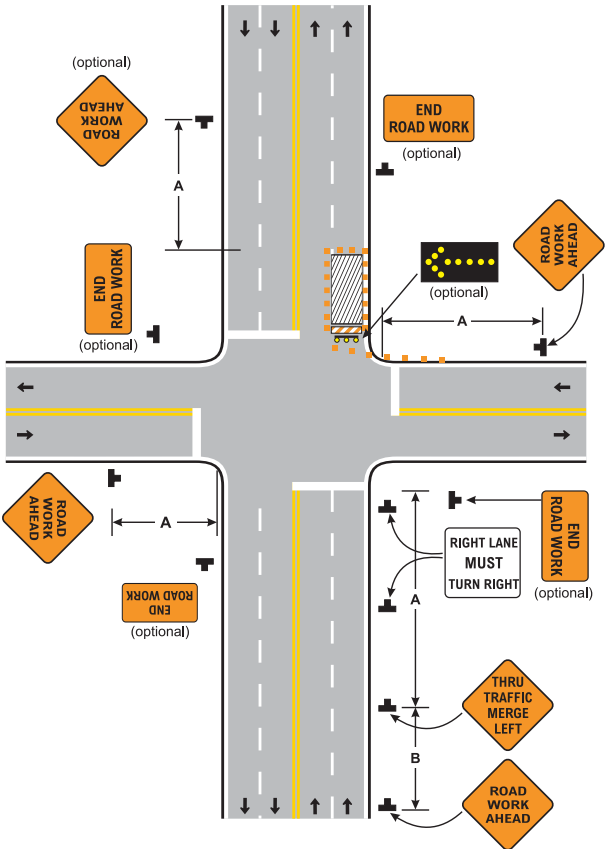 (optional)
ROAD
WORK
AHEAD
A
END
ROAD WORK
(optional)
END
ROAD WORK
(optional)
(optional)
ROAD
WORK
AHEAD
A
ROAD
WORK
AHEAD
A
END
ROAD WORK
(optional)
RIGHT LANE
MUST
TURN RIGHT
END
ROAD WORK
(optional)
A
THRU
TRAFFIC
MERGE
LEFT
B
ROAD
WORK
AHEAD